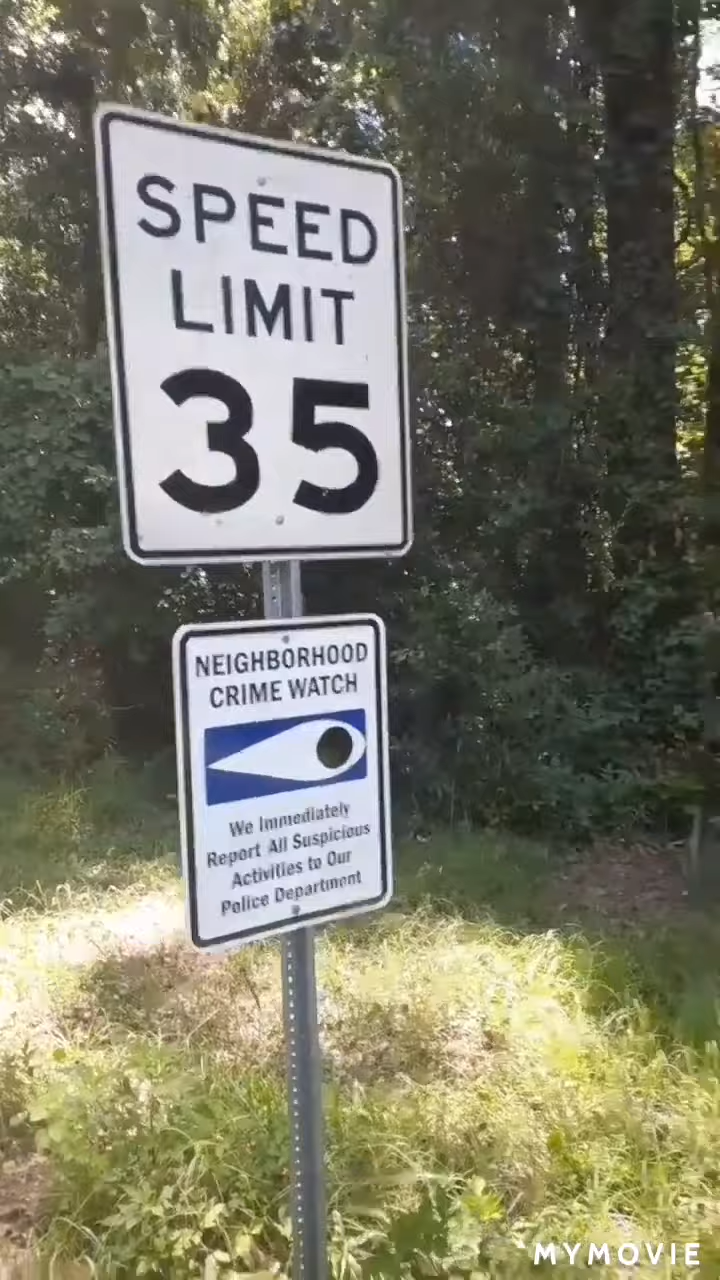 SPEED
LIMIT
35
NEIGHBORHOOD
CRIME WATCH
We Immediately
Report All Suspicious
Activities to Our
Police Department
MYMOVIE